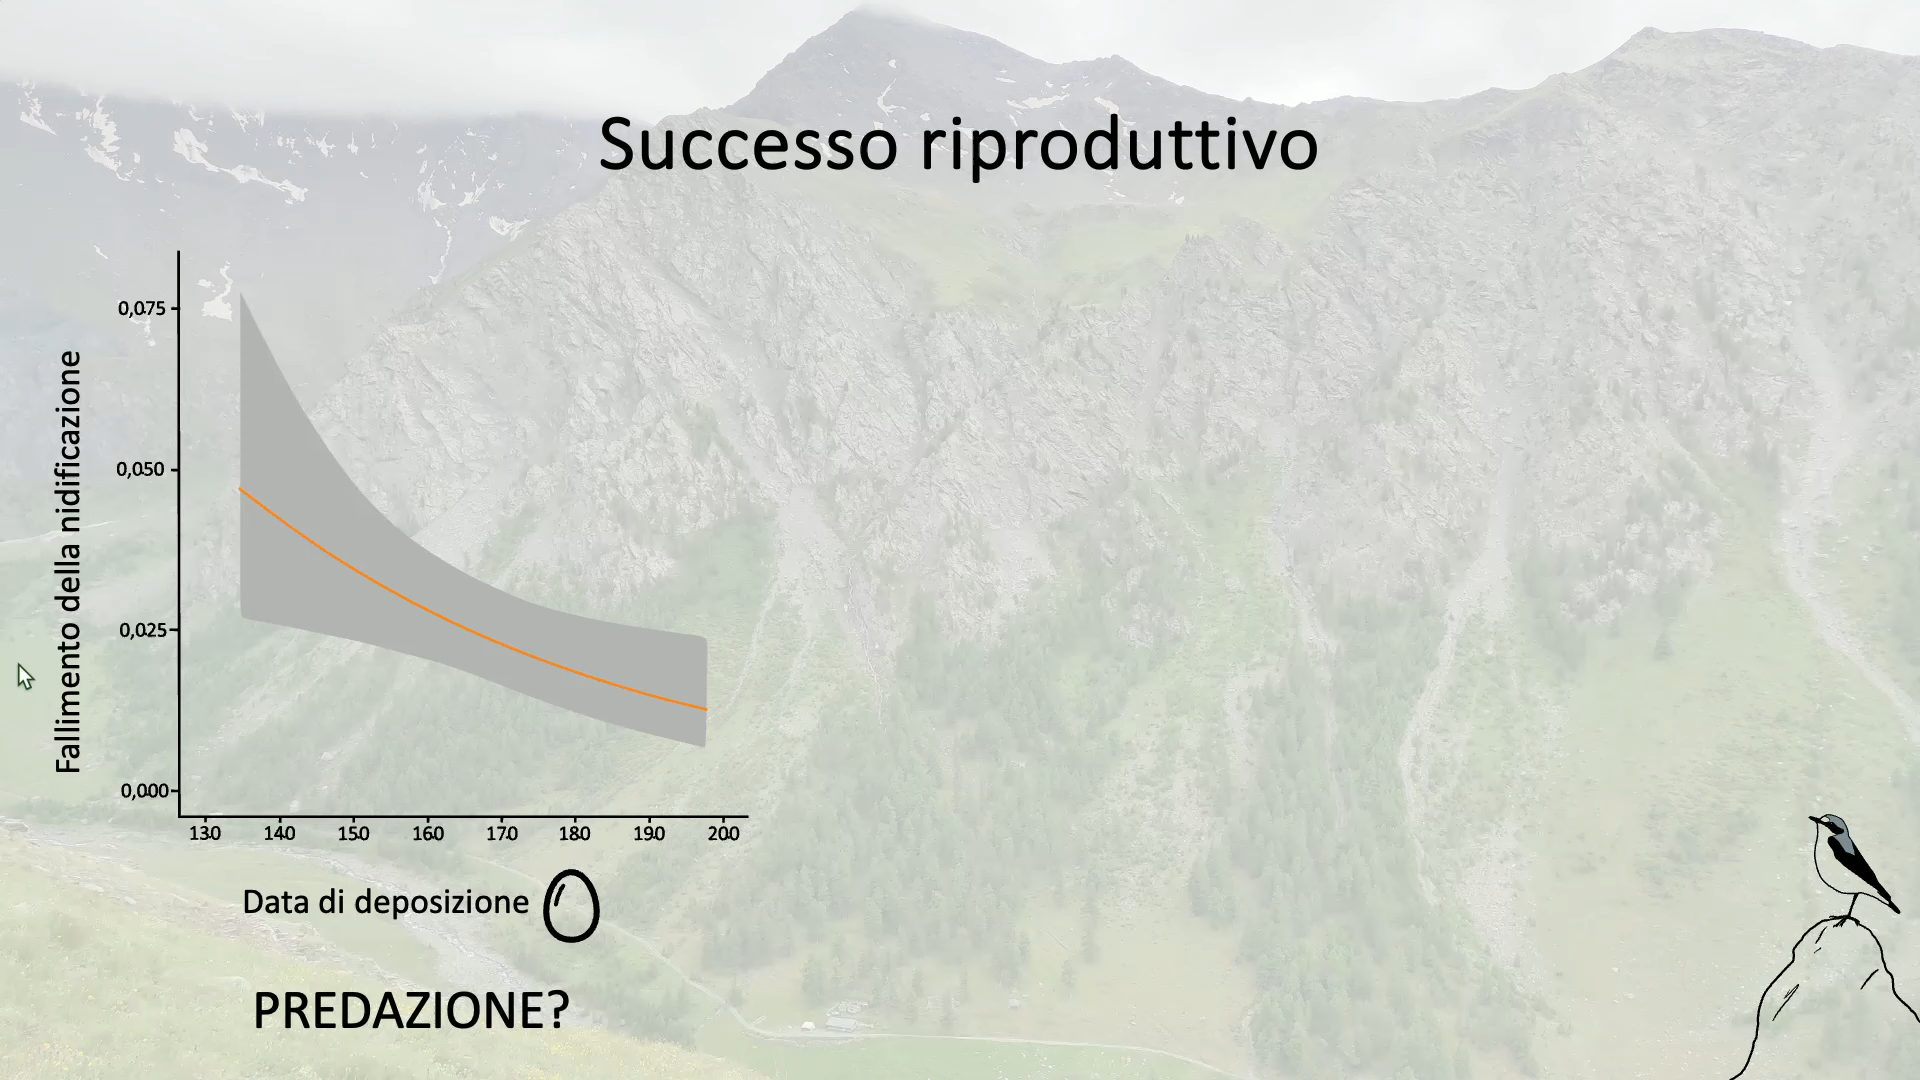 Successo riproduttivo
Fallimento della nidificazione
0,075
0,050
0,025
0,000
130 140 150 160 170 180 190 200
Data di deposizione
PREDAZIONE?